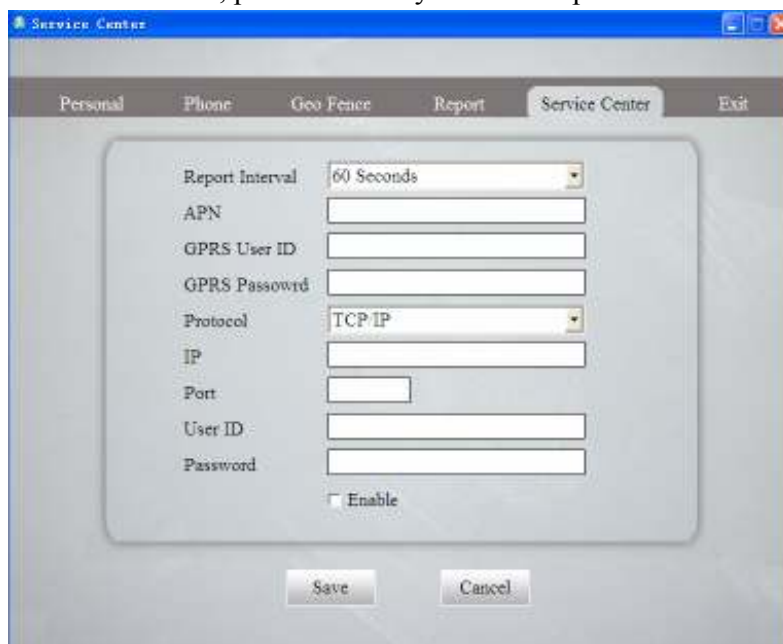 Service Center
Personal Phone Geo Fence Report Service Center Exit
Report Interval 60 Seconds
APN
GPRS User ID
GPRS Passowrd
Protocol TCP/IP
IP
Port
User ID
Password
Enable
Save Cancel